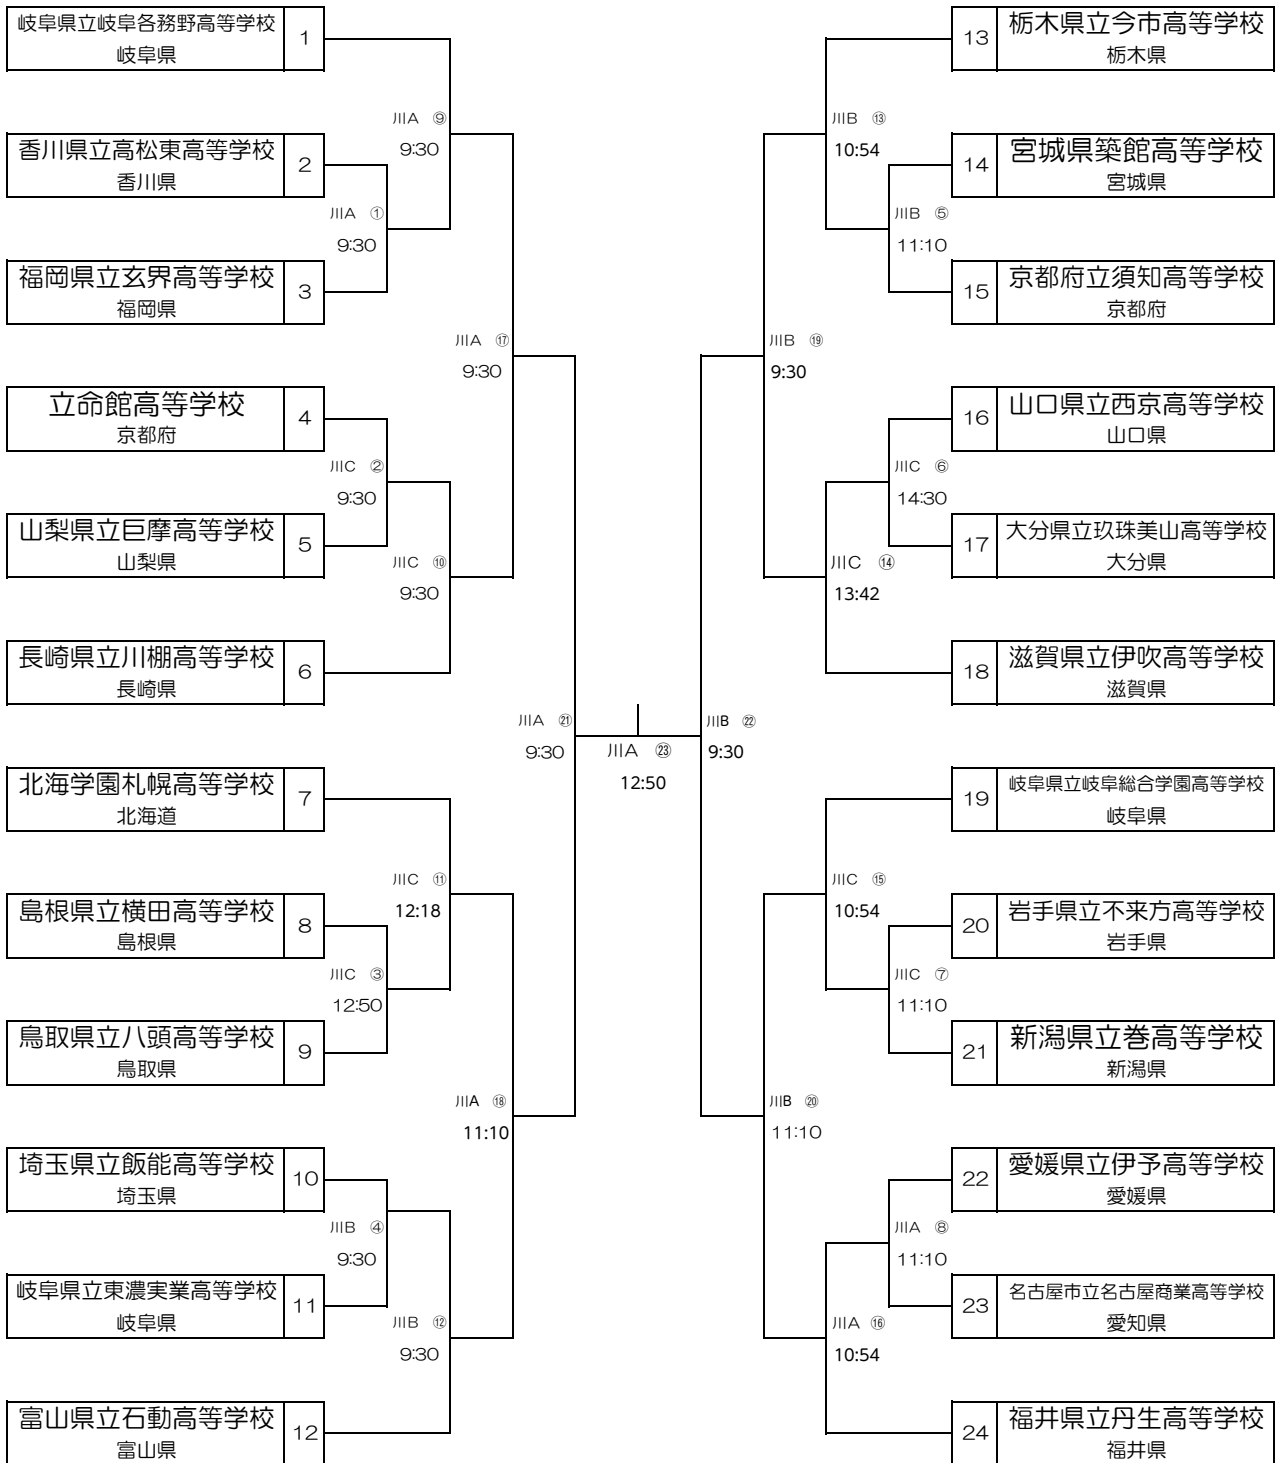 岐阜県立岐阜各務野高等学校
岐阜県
1
川A ⑨
9:30
香川県立高松東高等学校
香川県
2
川A ①
9:30
福岡県立玄界高等学校
福岡県
3
川A ⑰
9:30
立命館高等学校
京都府
4
川C ②
9:30
山梨県立巨摩高等学校
山梨県
5
川C ⑩
9:30
長崎県立川棚高等学校
長崎県
6
川A ㉑
9:30
北海学園札幌高等学校
北海道
7
川C ⑪
12:18
島根県立横田高等学校
島根県
8
川C ③
12:50
鳥取県立八頭高等学校
鳥取県
9
川A ⑱
11:10
埼玉県立飯能高等学校
埼玉県
10
川B ④
9:30
岐阜県立東濃実業高等学校
岐阜県
11
川B ⑫
9:30
富山県立石動高等学校
富山県
12
川A ㉓
12:50
13
栃木県立今市高等学校
栃木県
川B ⑬
10:54
14
宮城県築館高等学校
宮城県
川B ⑤
11:10
15
京都府立須知高等学校
京都府
川B ⑲
9:30
16
山口県立西京高等学校
山口県
川C ⑥
14:30
17
大分県立玖珠美山高等学校
大分県
川C ⑭
13:42
18
滋賀県立伊吹高等学校
滋賀県
川B ㉒
9:30
19
岐阜県立岐阜総合学園高等学校
岐阜県
川C ⑮
10:54
20
岩手県立不来方高等学校
岩手県
川C ⑦
11:10
21
新潟県立巻高等学校
新潟県
川B ⑳
11:10
22
愛媛県立伊予高等学校
愛媛県
川A ⑧
11:10
23
名古屋市立名古屋商業高等学校
愛知県
川A ⑯
10:54
24
福井県立丹生高等学校
福井県